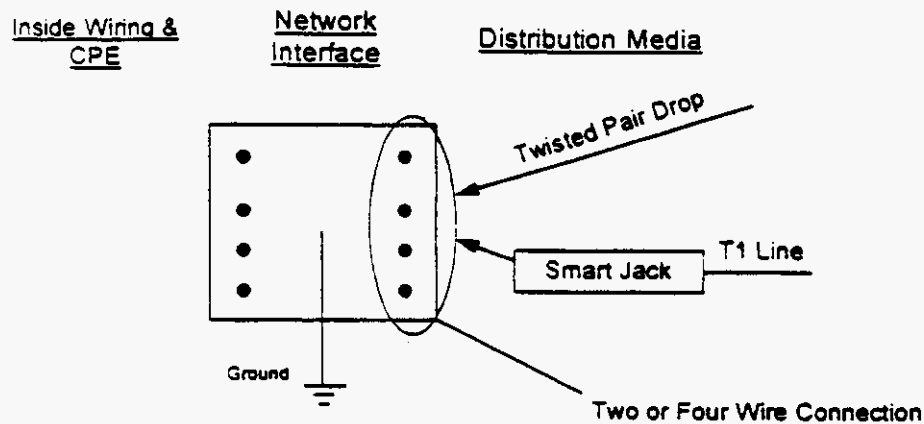 Inside Wiring &
CPE
Network
Interface
Distribution Media
Twisted Pair Drop
Smart Jack
T1 Line
Ground
Two or Four Wire Connection